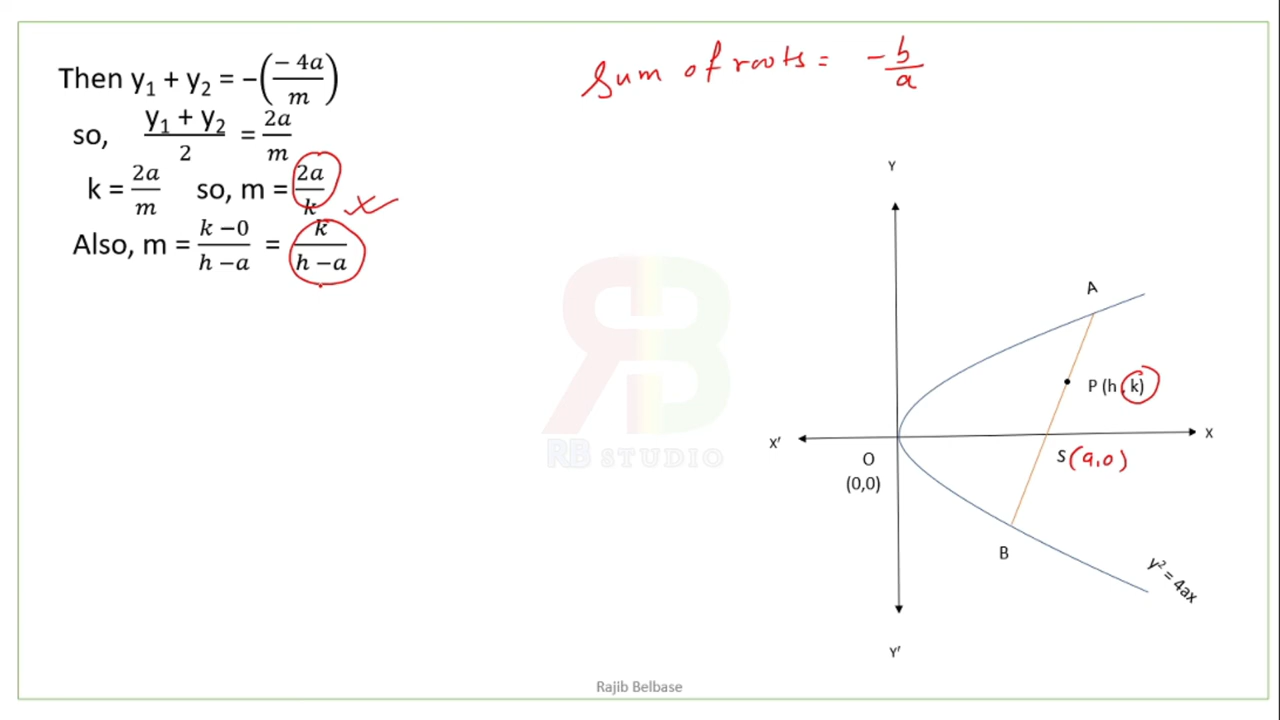 Then y₁ + y₂ = −(− 4a / m)
sum of roots = − b/a
so, (y₁ + y₂)/2 = 2a/m
k = 2a/m so, m = 2a/k
Also, m = (k −0)/(h −a) = k/(h −a)
Y
A
P (h, k)
X'
X
O
(0,0)
S (a,0)
B
y² = 4ax
Y'
RB STUDIO
Rajib Belbase